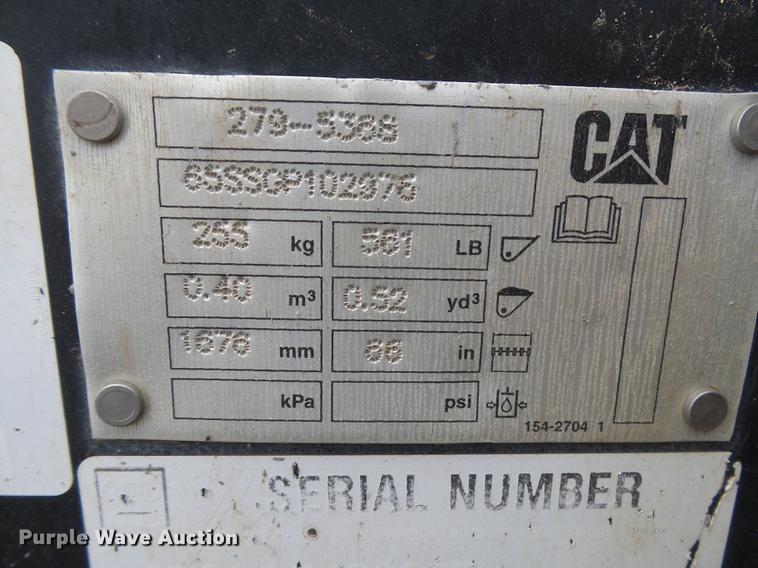 279--5388
CAT
65SSGP102376
255 kg 561 LB
0.40 m³ 0.52 yd³
1676 mm 66 in
kPa psi
154-2704 1
SERIAL NUMBER
Purple Wave Auction